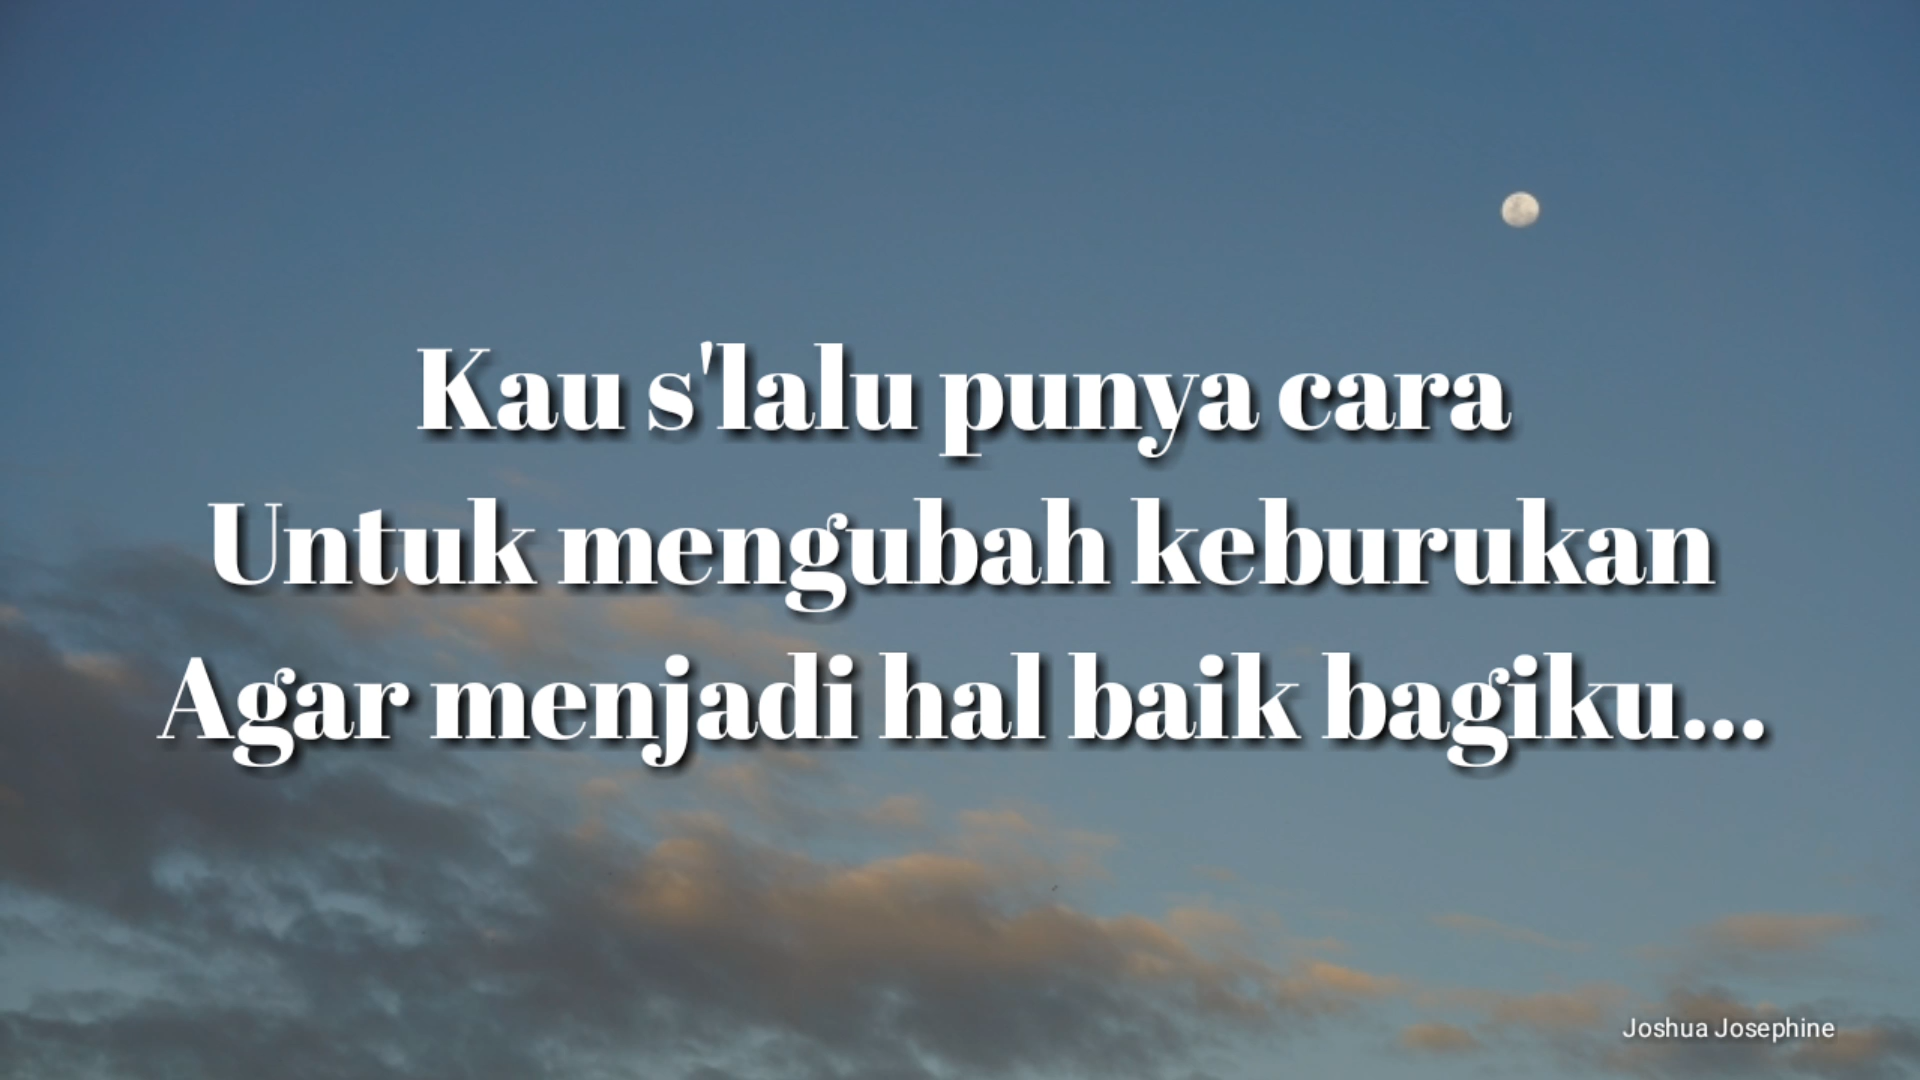 Kau s'lalu punya cara
Untuk mengubah keburukan
Agar menjadi hal baik bagiku...
Joshua Josephine